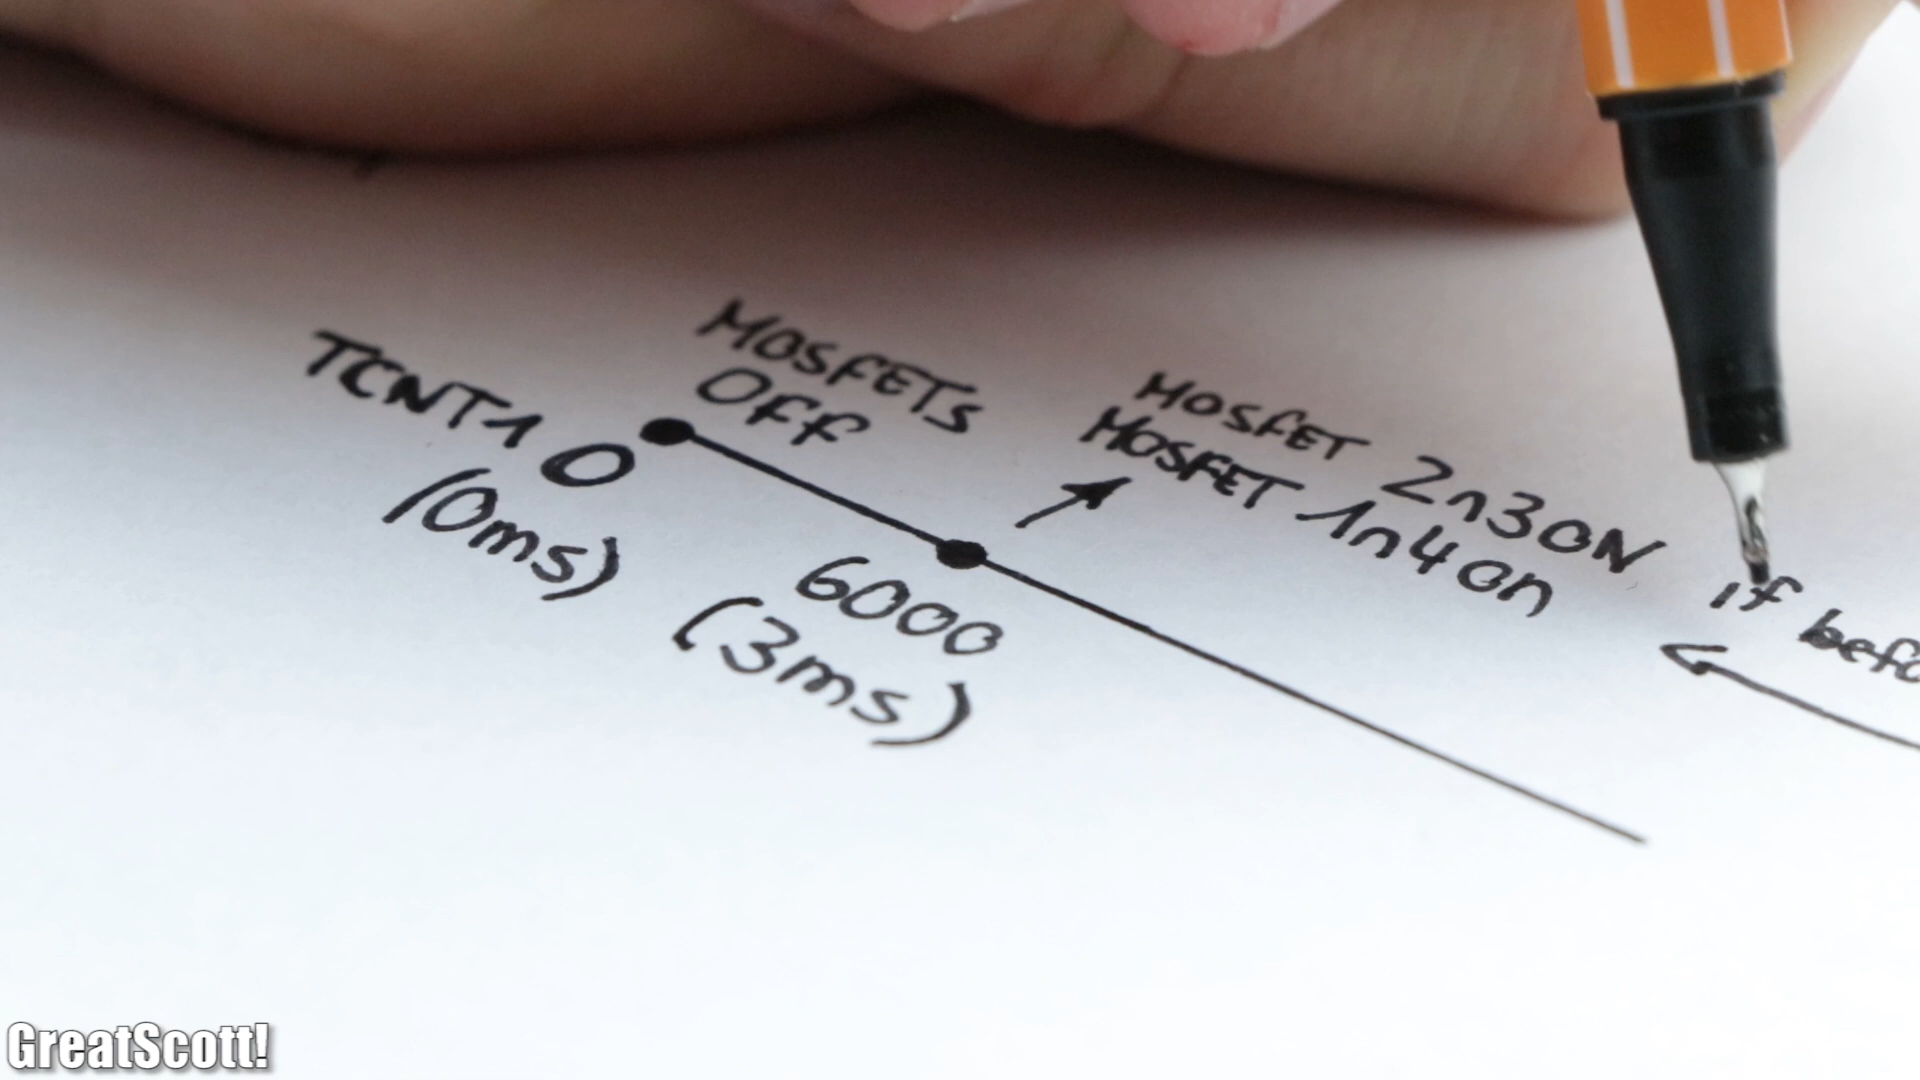 TCNT1
0
(0ms)
MOSFETs
Off
6000
(3ms)
MOSFET 2n3ON
MOSFET 1n4on
if
GreatScott!